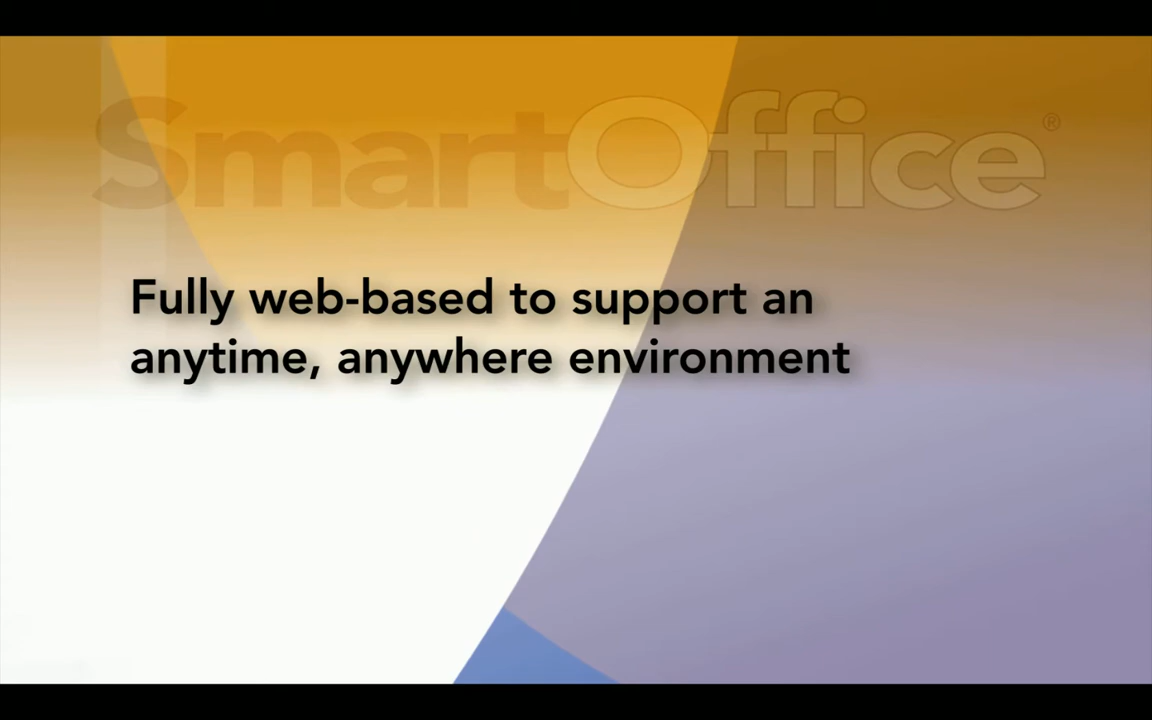 SmartOffice®
Fully web-based to support an
anytime, anywhere environment